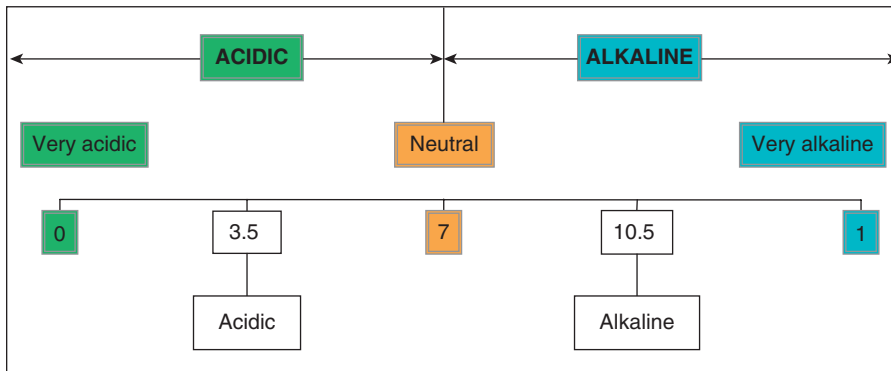 ACIDIC ALKALINE
Very acidic Neutral Very alkaline
0 3.5 7 10.5 1
Acidic Alkaline